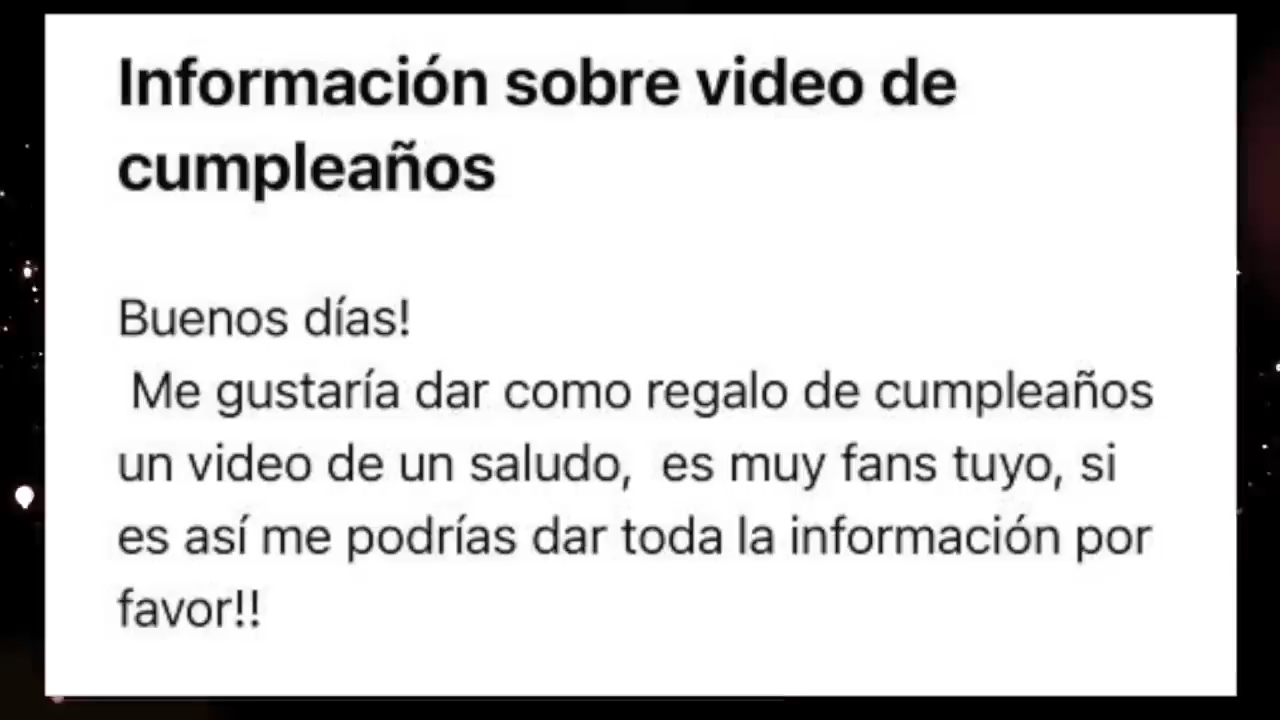 Información sobre video de
cumpleaños
Buenos días!
Me gustaría dar como regalo de cumpleaños
un video de un saludo,  es muy fans tuyo, si
es así me podrías dar toda la información por
favor!!